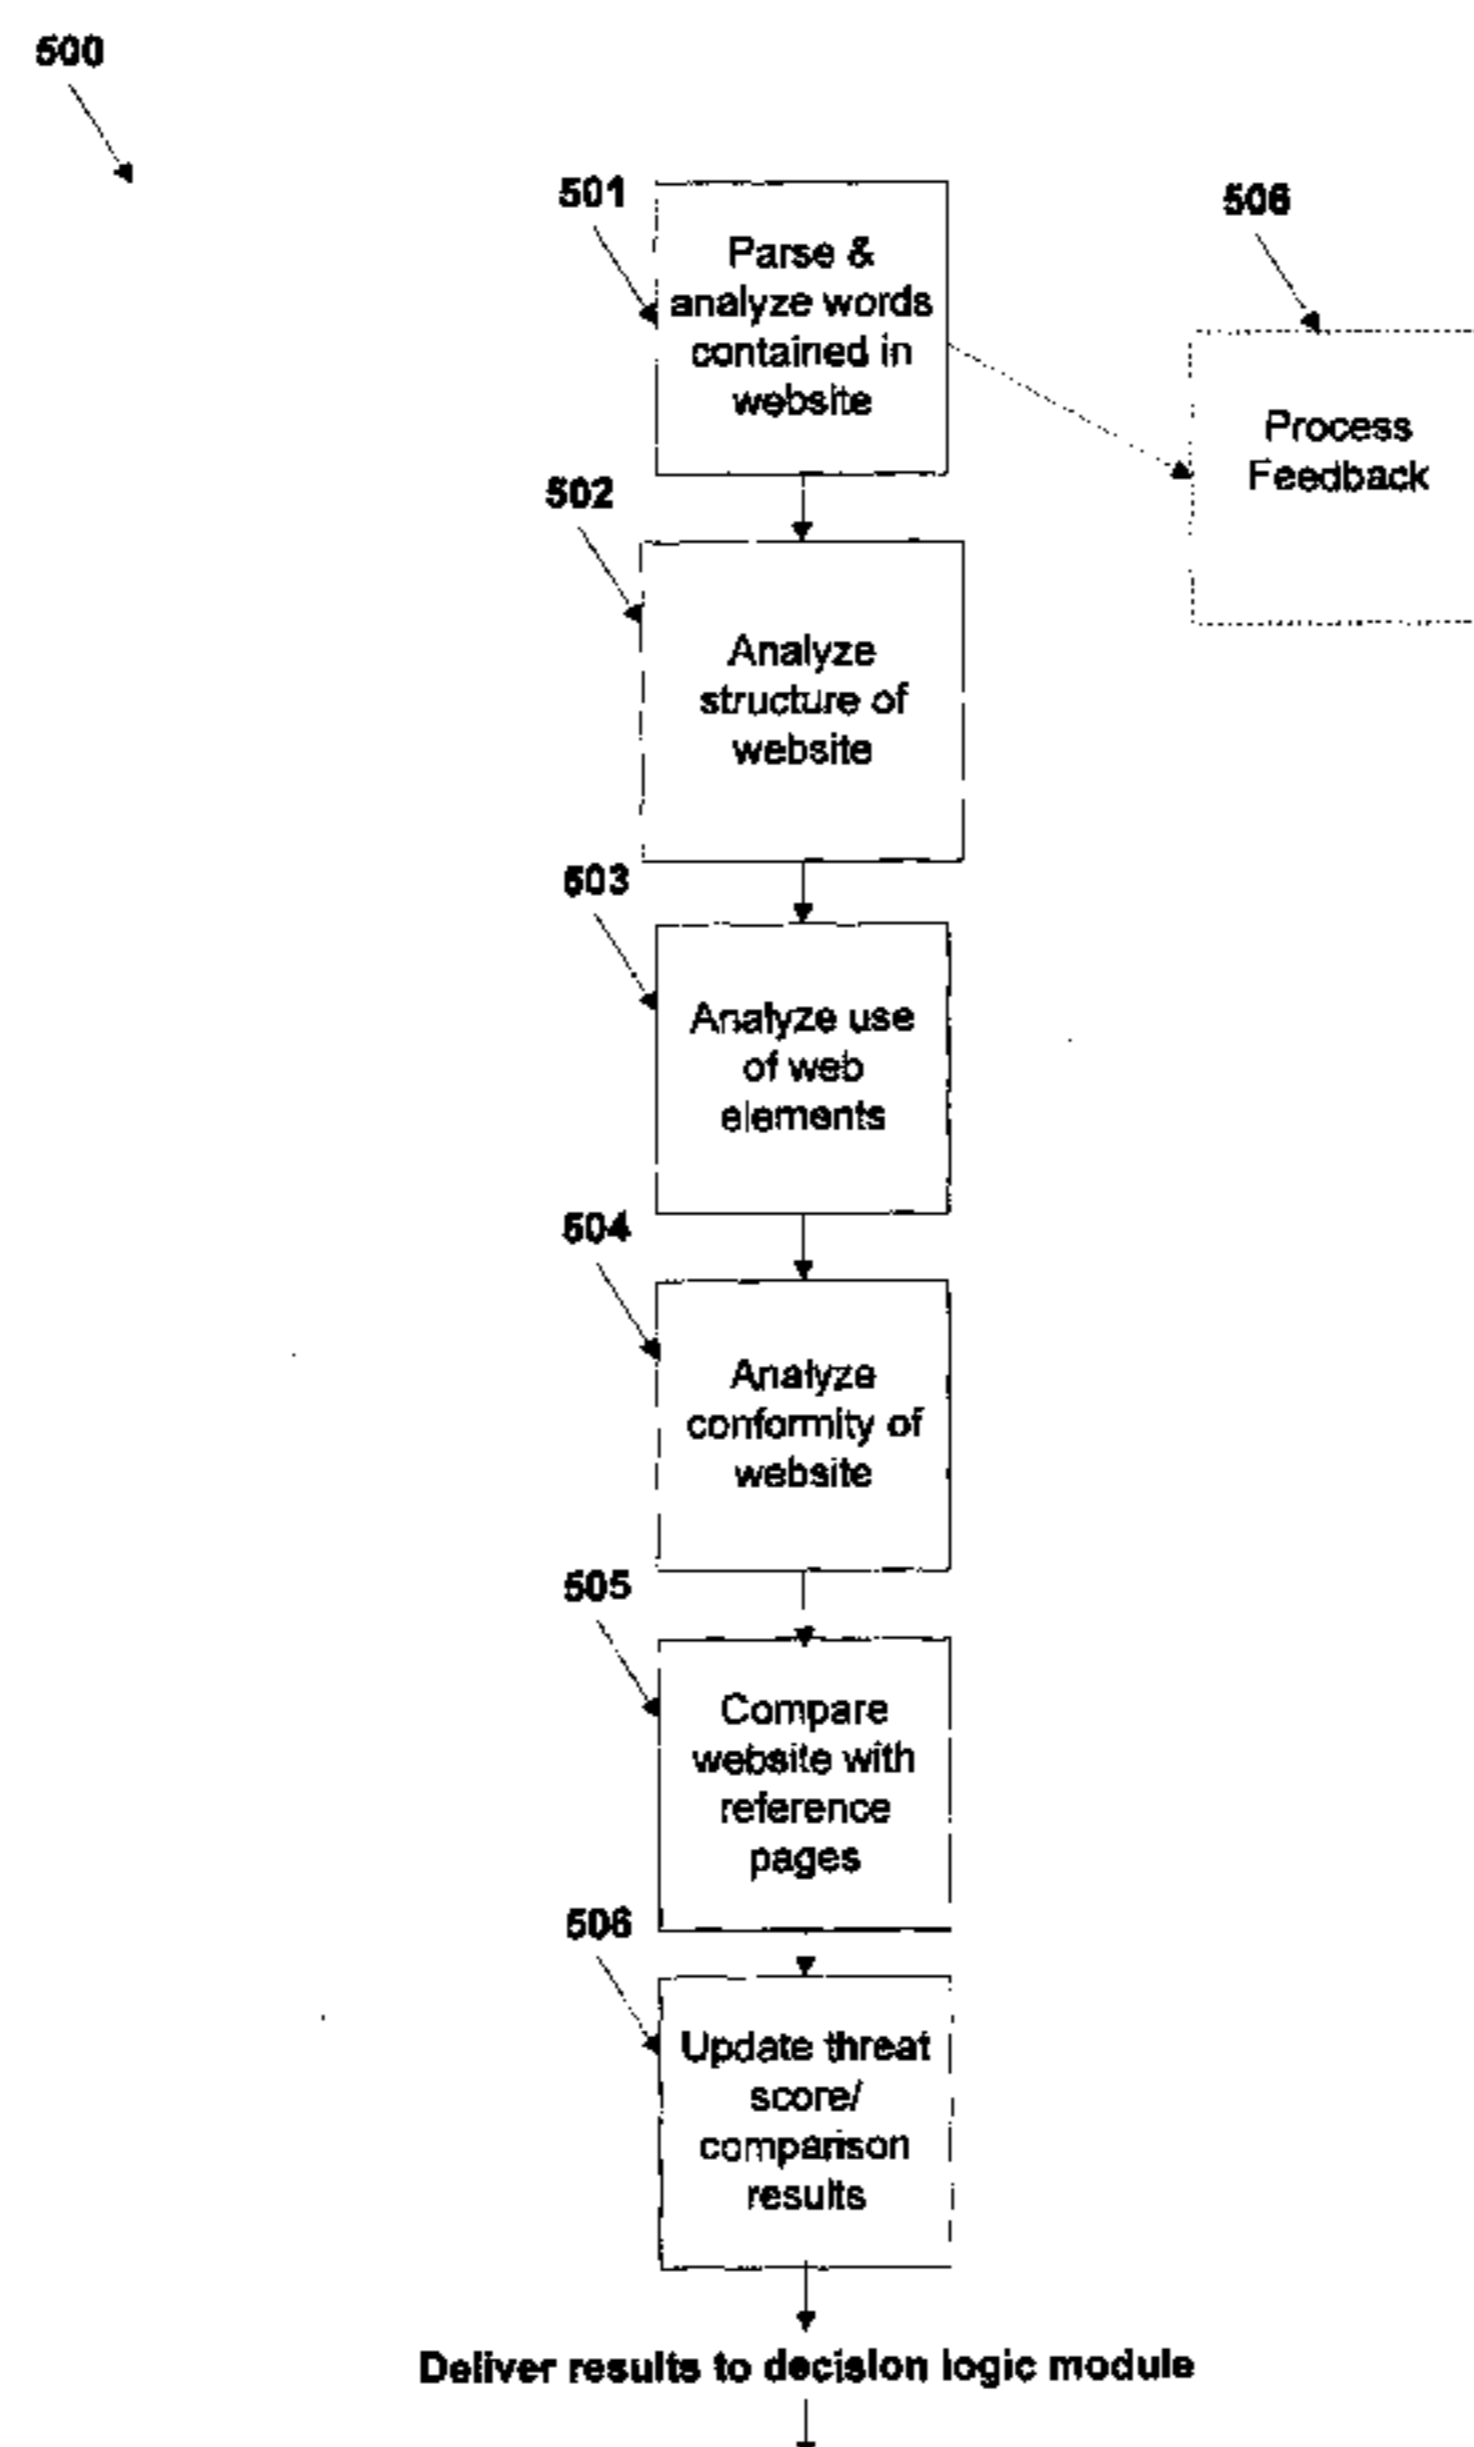 500
501
Parse &
analyze words
contained in
website
506
Process
Feedback
502
Analyze
structure of
website
503
Analyze use
of web
elements
504
Analyze
conformity of
website
505
Compare
website with
reference
pages
506
Update threat
score/
comparison
results
Deliver results to decision logic module